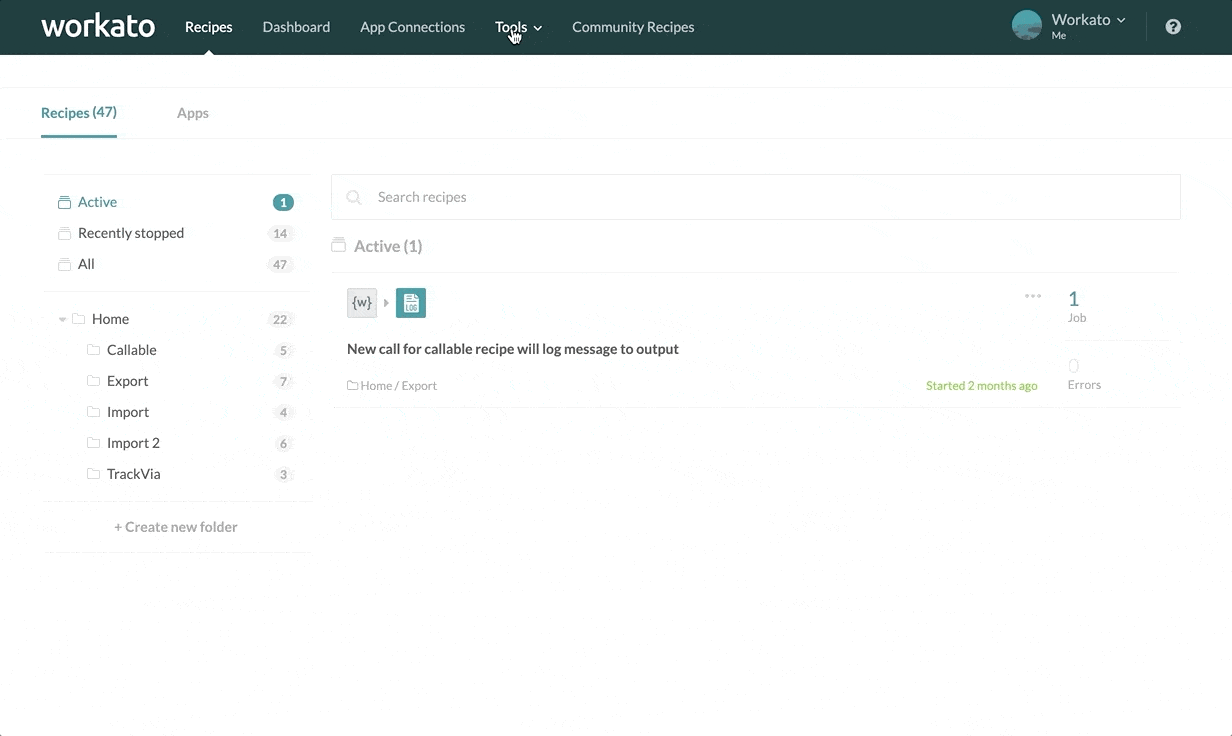 workato Recipes Dashboard App Connections Tools Community Recipes Workato
Me
Recipes (47) Apps
Active 1
Recently stopped 14
All 47
Home 22
Callable 5
Export 7
Import 4
Import 2 6
TrackVia 3
+ Create new folder
Search recipes
Active (1)
{w} LOG
New call for callable recipe will log message to output
Home / Export Started 2 months ago
1
Job
0
Errors